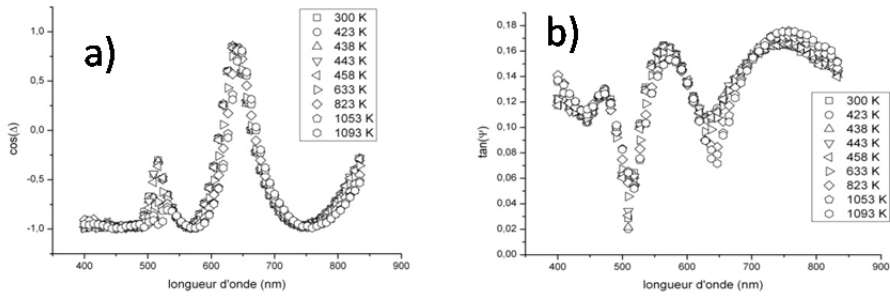 a)
1,0
0,5
0,0
-0,5
-1,0
cos(Δ)
400 500 600 700 800 900
longueur d'onde (nm)
300 K
423 K
438 K
443 K
458 K
633 K
823 K
1053 K
1093 K
b)
0,18
0,16
0,14
0,12
0,10
0,08
0,06
0,04
0,02
0,00
tan(Ψ)
400 500 600 700 800 900
longueur d'onde (nm)
300 K
423 K
438 K
443 K
458 K
633 K
823 K
1053 K
1093 K